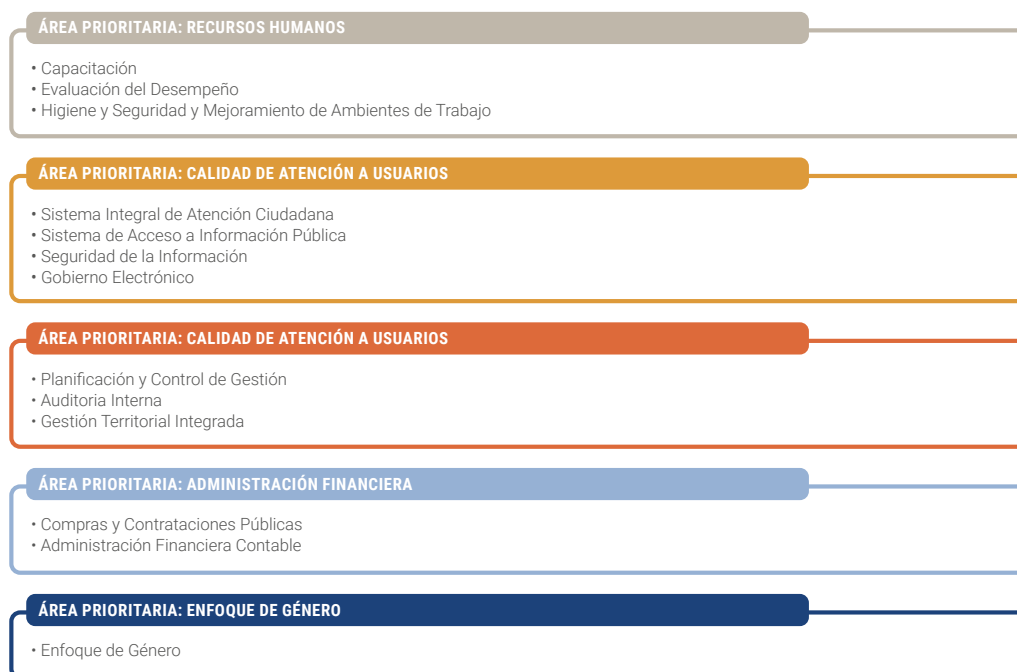 ÁREA PRIORITARIA: RECURSOS HUMANOS
• Capacitación
• Evaluación del Desempeño
• Higiene y Seguridad y Mejoramiento de Ambientes de Trabajo
ÁREA PRIORITARIA: CALIDAD DE ATENCIÓN A USUARIOS
• Sistema Integral de Atención Ciudadana
• Sistema de Acceso a Información Pública
• Seguridad de la Información
• Gobierno Electrónico
ÁREA PRIORITARIA: CALIDAD DE ATENCIÓN A USUARIOS
• Planificación y Control de Gestión
• Auditoria Interna
• Gestión Territorial Integrada
ÁREA PRIORITARIA: ADMINISTRACIÓN FINANCIERA
• Compras y Contrataciones Públicas
• Administración Financiera Contable
ÁREA PRIORITARIA: ENFOQUE DE GÉNERO
• Enfoque de Género